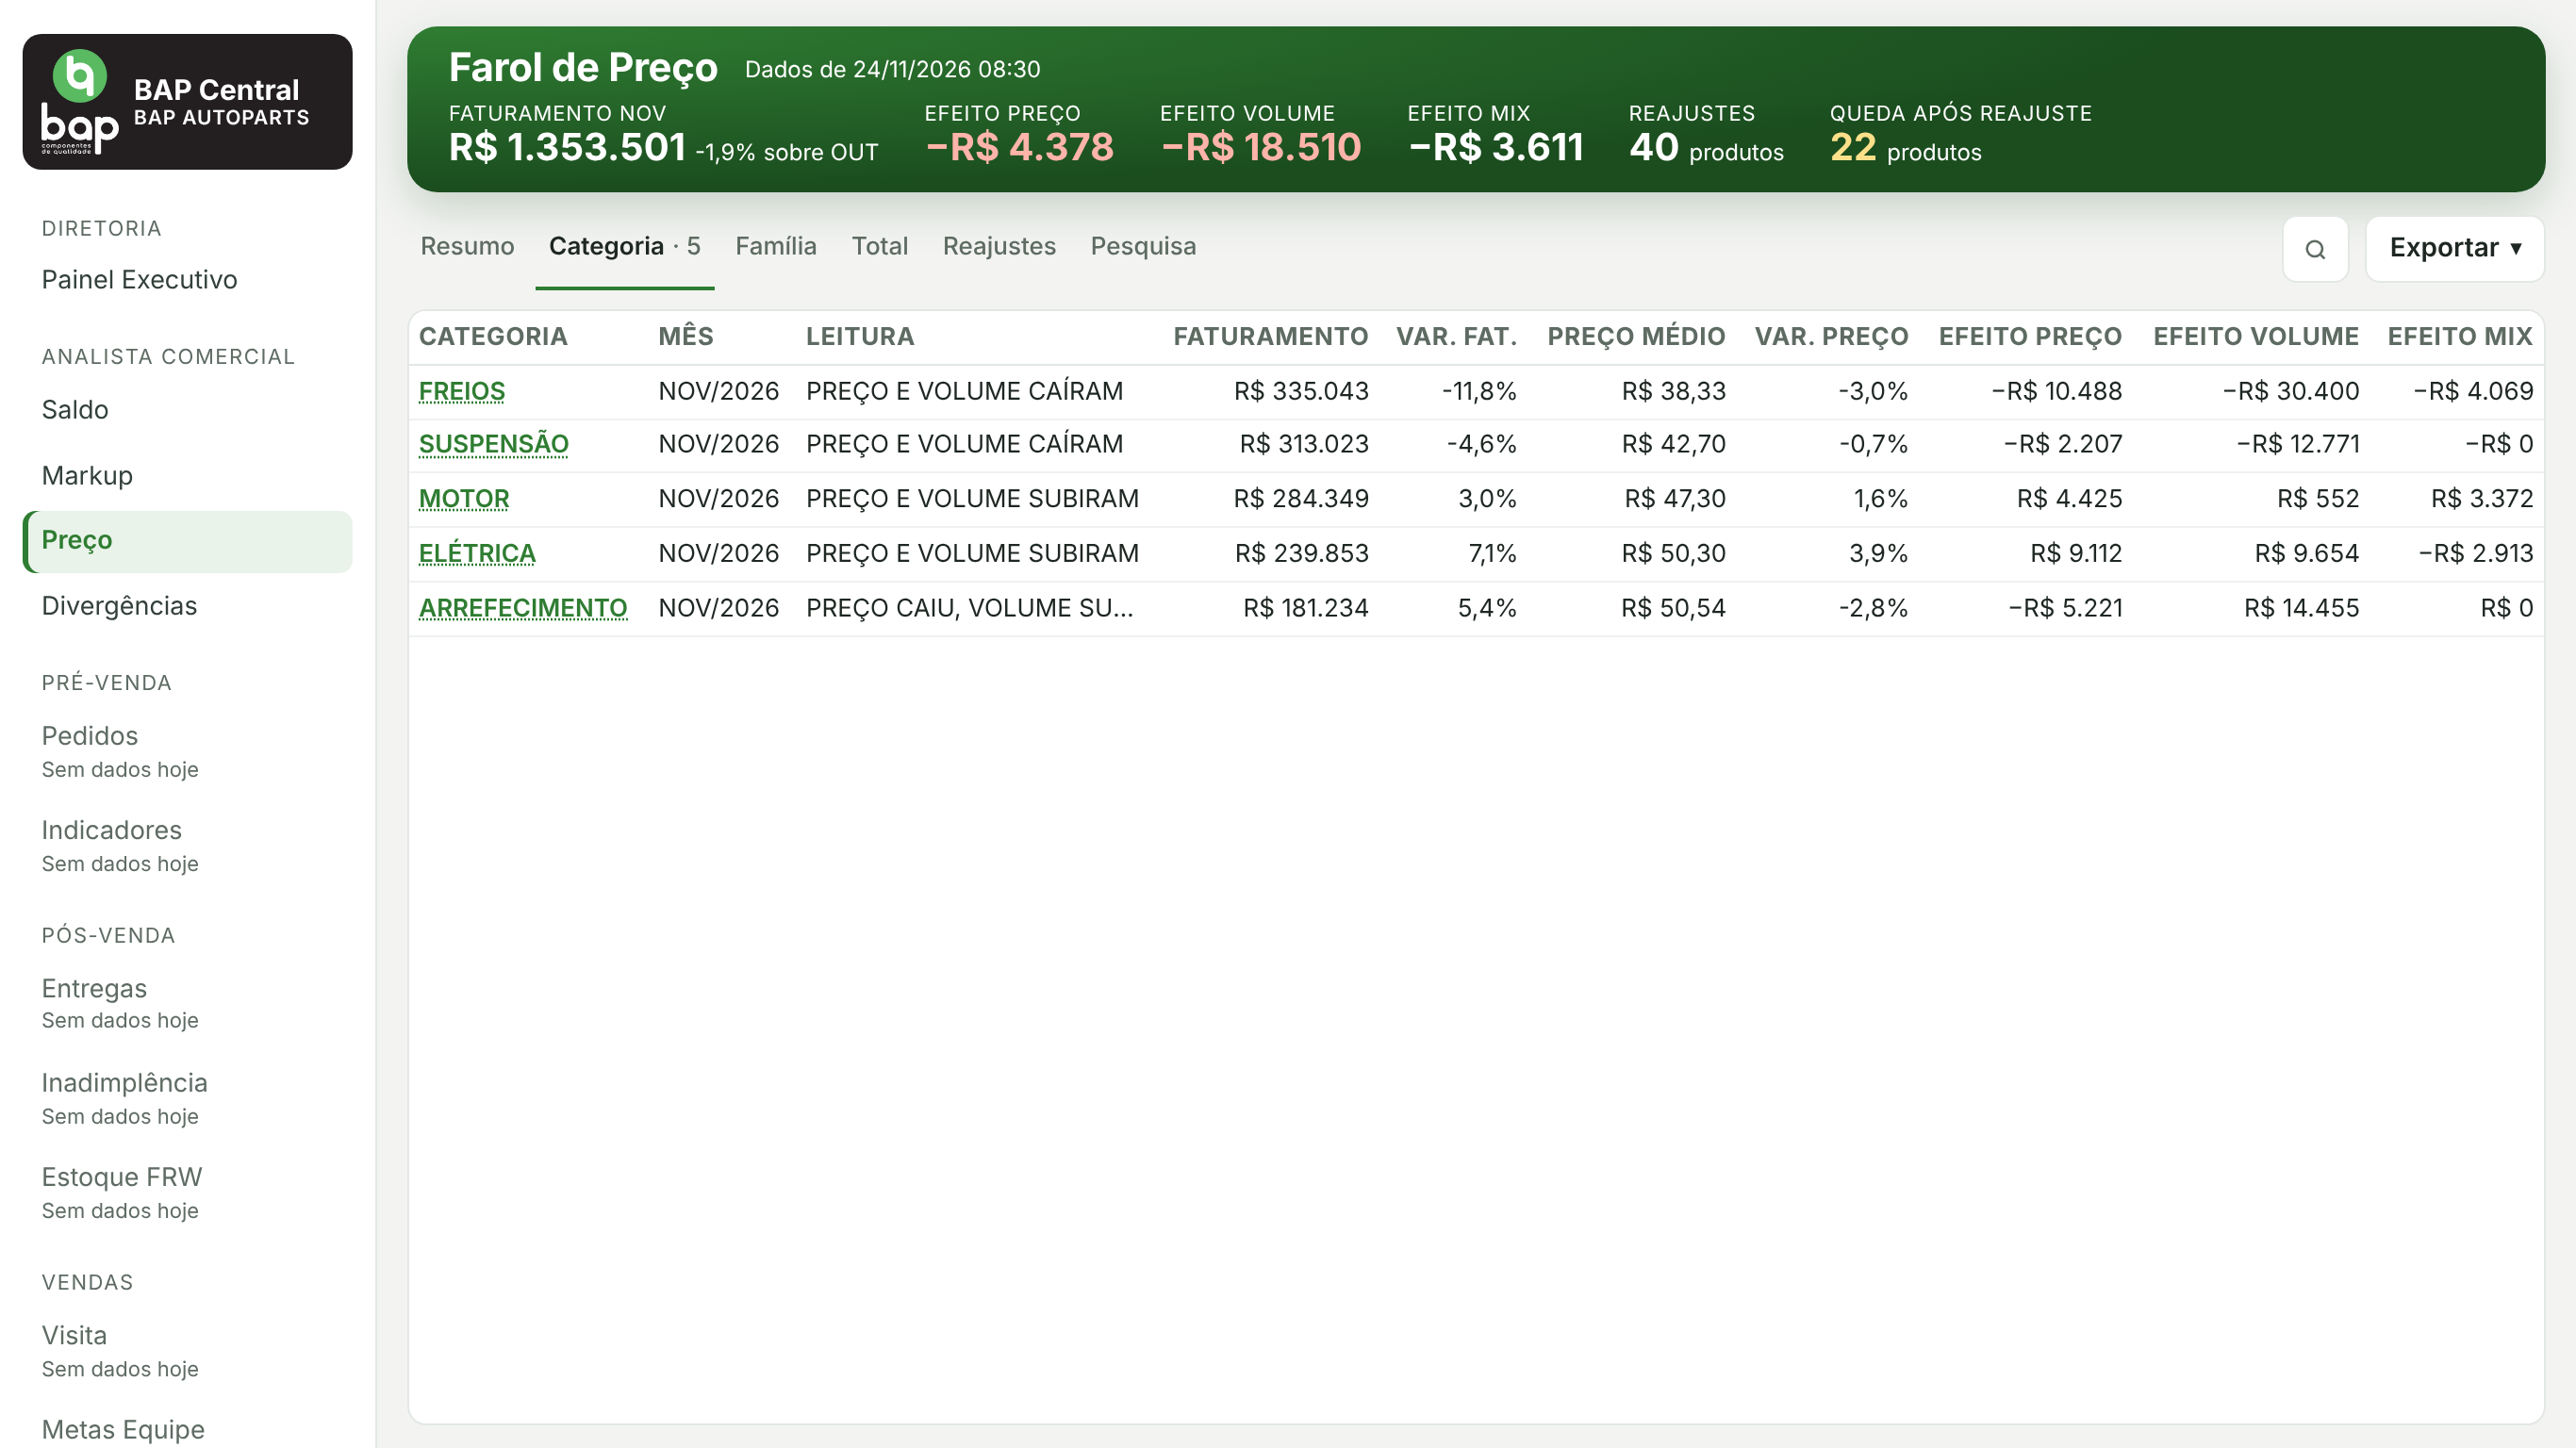 bap
componentes
de qualidade
BAP Central
BAP AUTOPARTS
DIRETORIA
Painel Executivo
ANALISTA COMERCIAL
Saldo
Markup
Preço
Divergências
PRÉ-VENDA
Pedidos
Sem dados hoje
Indicadores
Sem dados hoje
PÓS-VENDA
Entregas
Sem dados hoje
Inadimplência
Sem dados hoje
Estoque FRW
Sem dados hoje
VENDAS
Visita
Sem dados hoje
Metas Equipe
Farol de Preço Dados de 24/11/2026 08:30
FATURAMENTO NOV EFEITO PREÇO EFEITO VOLUME EFEITO MIX REAJUSTES QUEDA APÓS REAJUSTE
R$ 1.353.501 -1,9% sobre OUT −R$ 4.378 −R$ 18.510 −R$ 3.611 40 produtos 22 produtos
Resumo Categoria · 5 Família Total Reajustes Pesquisa Exportar ▾
CATEGORIA MÊS LEITURA FATURAMENTO VAR. FAT. PREÇO MÉDIO VAR. PREÇO EFEITO PREÇO EFEITO VOLUME EFEITO MIX
FREIOS NOV/2026 PREÇO E VOLUME CAÍRAM R$ 335.043 -11,8% R$ 38,33 -3,0% −R$ 10.488 −R$ 30.400 −R$ 4.069
SUSPENSÃO NOV/2026 PREÇO E VOLUME CAÍRAM R$ 313.023 -4,6% R$ 42,70 -0,7% −R$ 2.207 −R$ 12.771 −R$ 0
MOTOR NOV/2026 PREÇO E VOLUME SUBIRAM R$ 284.349 3,0% R$ 47,30 1,6% R$ 4.425 R$ 552 R$ 3.372
ELÉTRICA NOV/2026 PREÇO E VOLUME SUBIRAM R$ 239.853 7,1% R$ 50,30 3,9% R$ 9.112 R$ 9.654 −R$ 2.913
ARREFECIMENTO NOV/2026 PREÇO CAIU, VOLUME SU... R$ 181.234 5,4% R$ 50,54 -2,8% −R$ 5.221 R$ 14.455 R$ 0